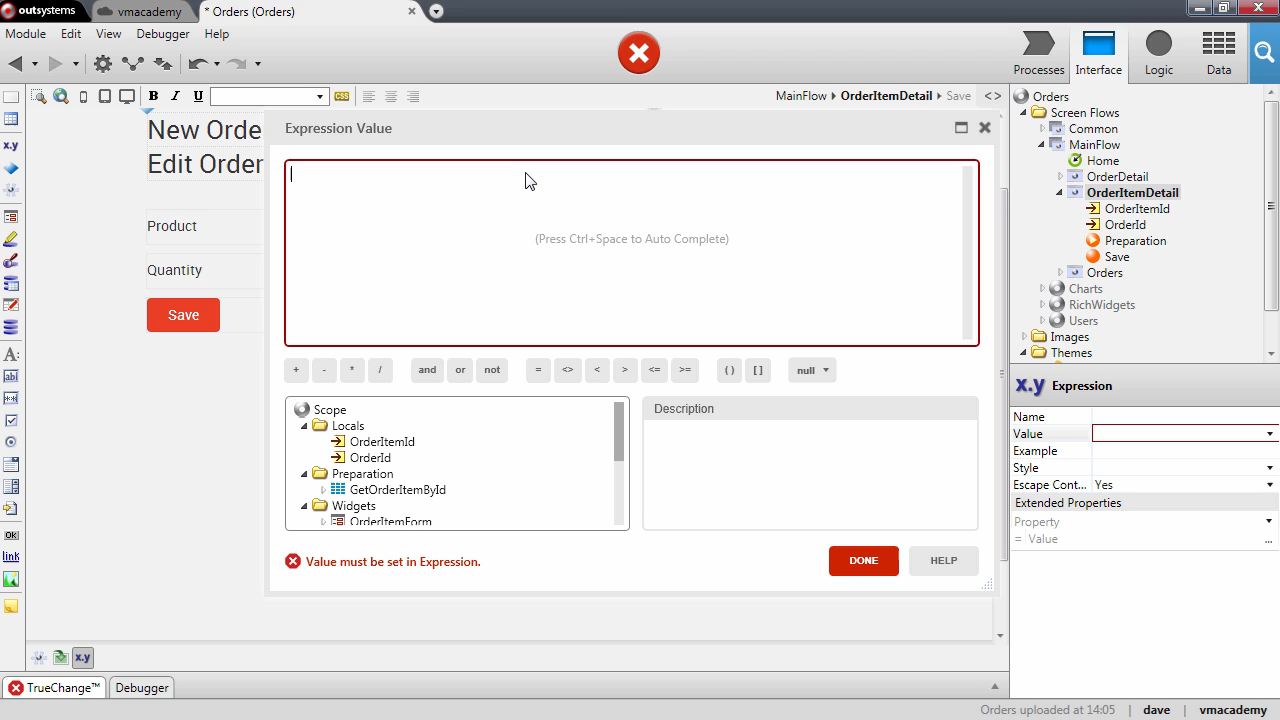 outsystems
vmacademy
* Orders (Orders)
Module Edit View Debugger Help
Processes Interface Logic Data
B I U CSS
MainFlow OrderItemDetail Save <>
New Orde
Edit Order
Product
Quantity
Save
Expression Value
(Press Ctrl+Space to Auto Complete)
+ - * / and or not = <> < > <= >= ( ) [ ] null
Scope
Locals
OrderItemId
OrderId
Preparation
GetOrderItemById
Widgets
OrderItemForm
Description
Value must be set in Expression.
DONE HELP
Orders
Screen Flows
Common
MainFlow
Home
OrderDetail
OrderItemDetail
OrderItemId
OrderId
Preparation
Save
Orders
Charts
RichWidgets
Users
Images
Themes
x.y Expression
Name
Value
Example
Style
Escape Cont... Yes
Extended Properties
Property
= Value ...
x.y
OK
link
x.y
TrueChange™ Debugger
Orders uploaded at 14:05 | dave | vmacademy